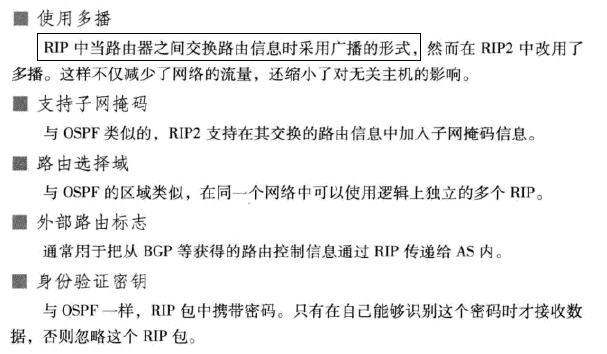 ■ 使用多播
RIP 中当路由器之间交换路由信息时采用广播的形式，然而在 RIP2 中改用了
多播。这样不仅减少了网络的流量，还缩小了对无关主机的影响。
■ 支持子网掩码
与 OSPF 类似的，RIP2 支持在其交换的路由信息中加入子网掩码信息。
■ 路由选择域
与 OSPF 的区域类似，在同一个网络中可以使用逻辑上独立的多个 RIP。
■ 外部路由标志
通常用于把从 BGP 等获得的路由控制信息通过 RIP 传递给 AS 内。
■ 身份验证密钥
与 OSPF 一样，RIP 包中携带密码。只有在自己能够识别这个密码时才接收数
据，否则忽略这个 RIP 包。